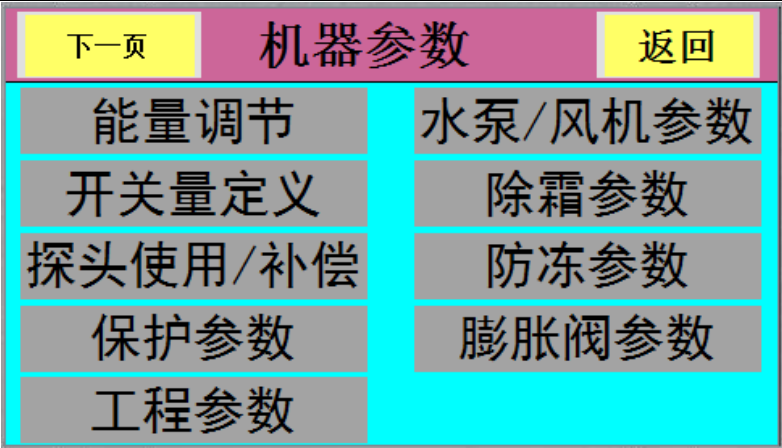 下一页 机器参数 返回
能量调节 水泵/风机参数
开关量定义 除霜参数
探头使用/补偿 防冻参数
保护参数 膨胀阀参数
工程参数